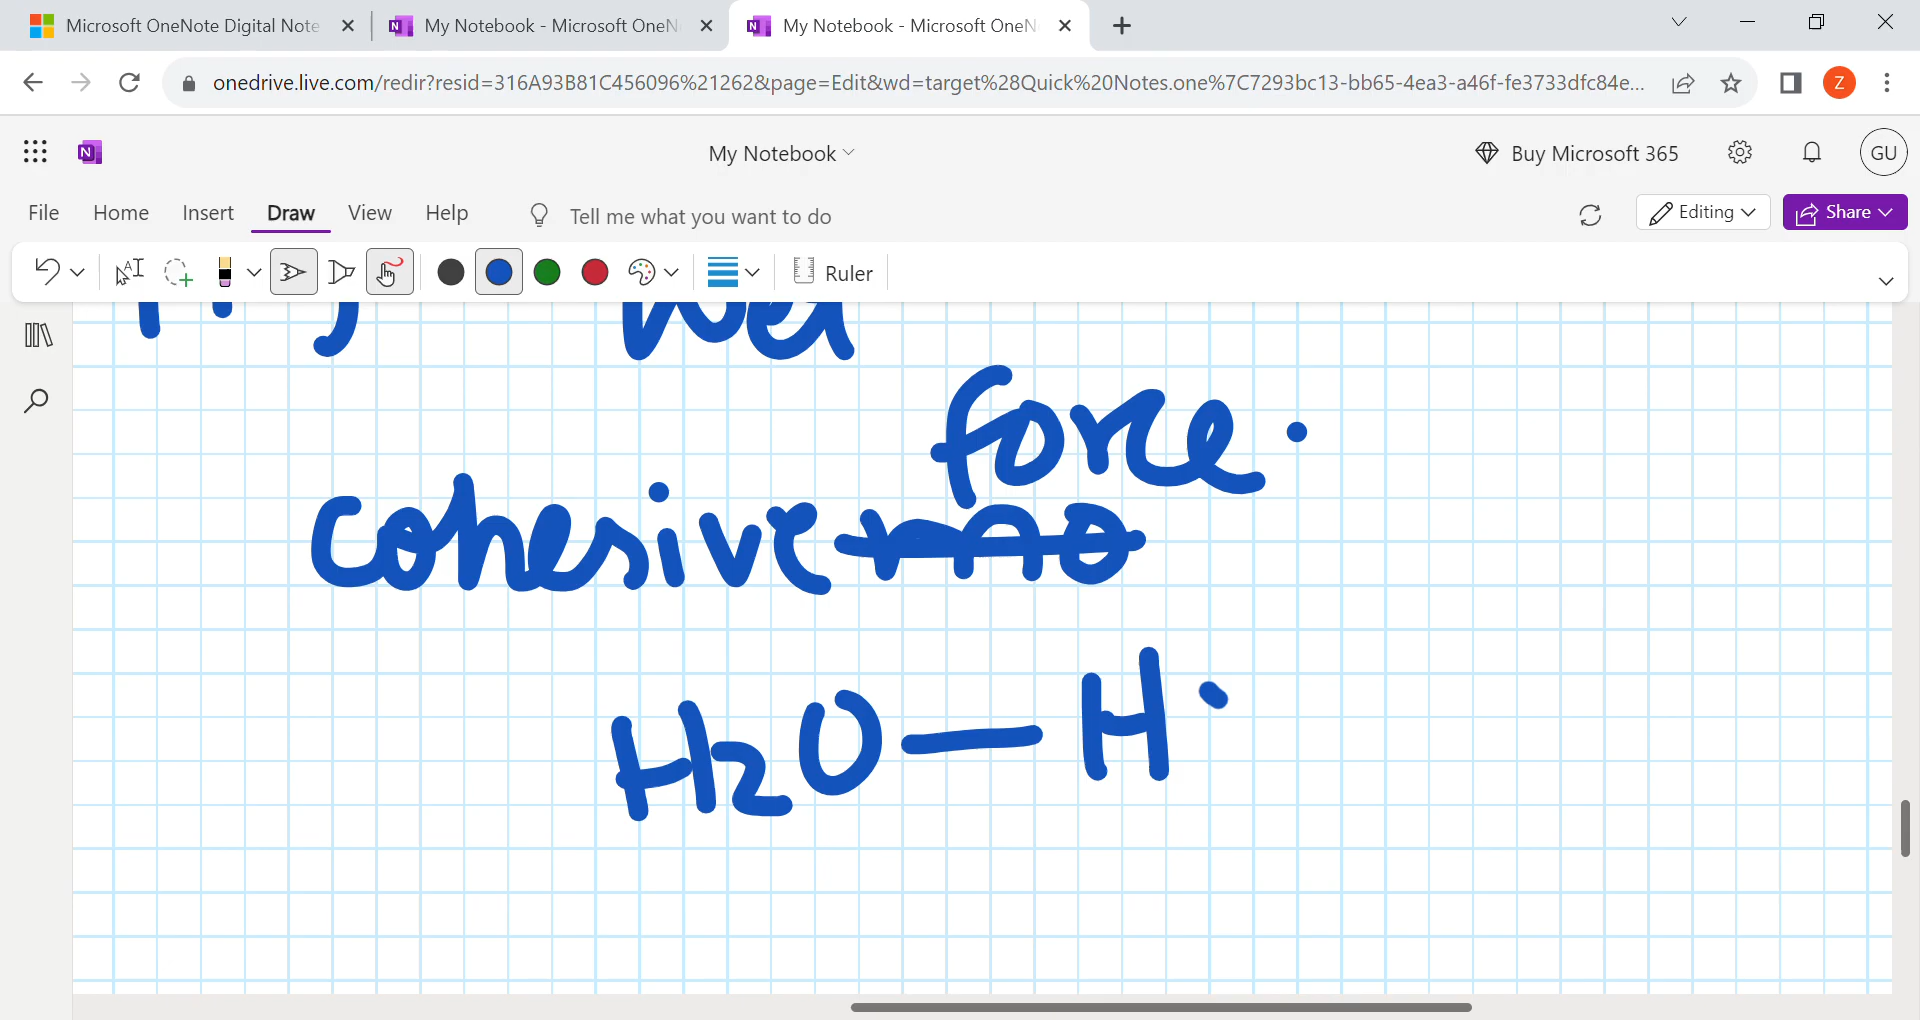 Microsoft OneNote Digital Note
My Notebook - Microsoft OneN
My Notebook - Microsoft OneN
onedrive.live.com/redir?resid=316A93B81C456096%21262&page=Edit&wd=target%28Quick%20Notes.one%7C7293bc13-bb65-4ea3-a46f-fe3733dfc84e...
Z
N
My Notebook
Buy Microsoft 365
GU
File Home Insert Draw View Help Tell me what you want to do
Editing
Share
Ruler
force.
cohesive
H2O — H